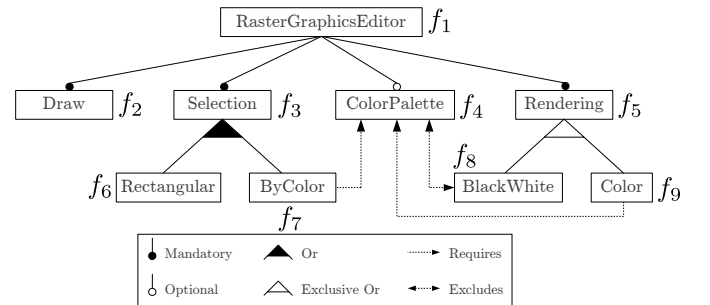 RasterGraphicsEditor f1
Draw f2 Selection f3 ColorPalette f4 Rendering f5
f8
f6 Rectangular ByColor BlackWhite Color f9
f7
Mandatory Or Requires
Optional Exclusive Or Excludes